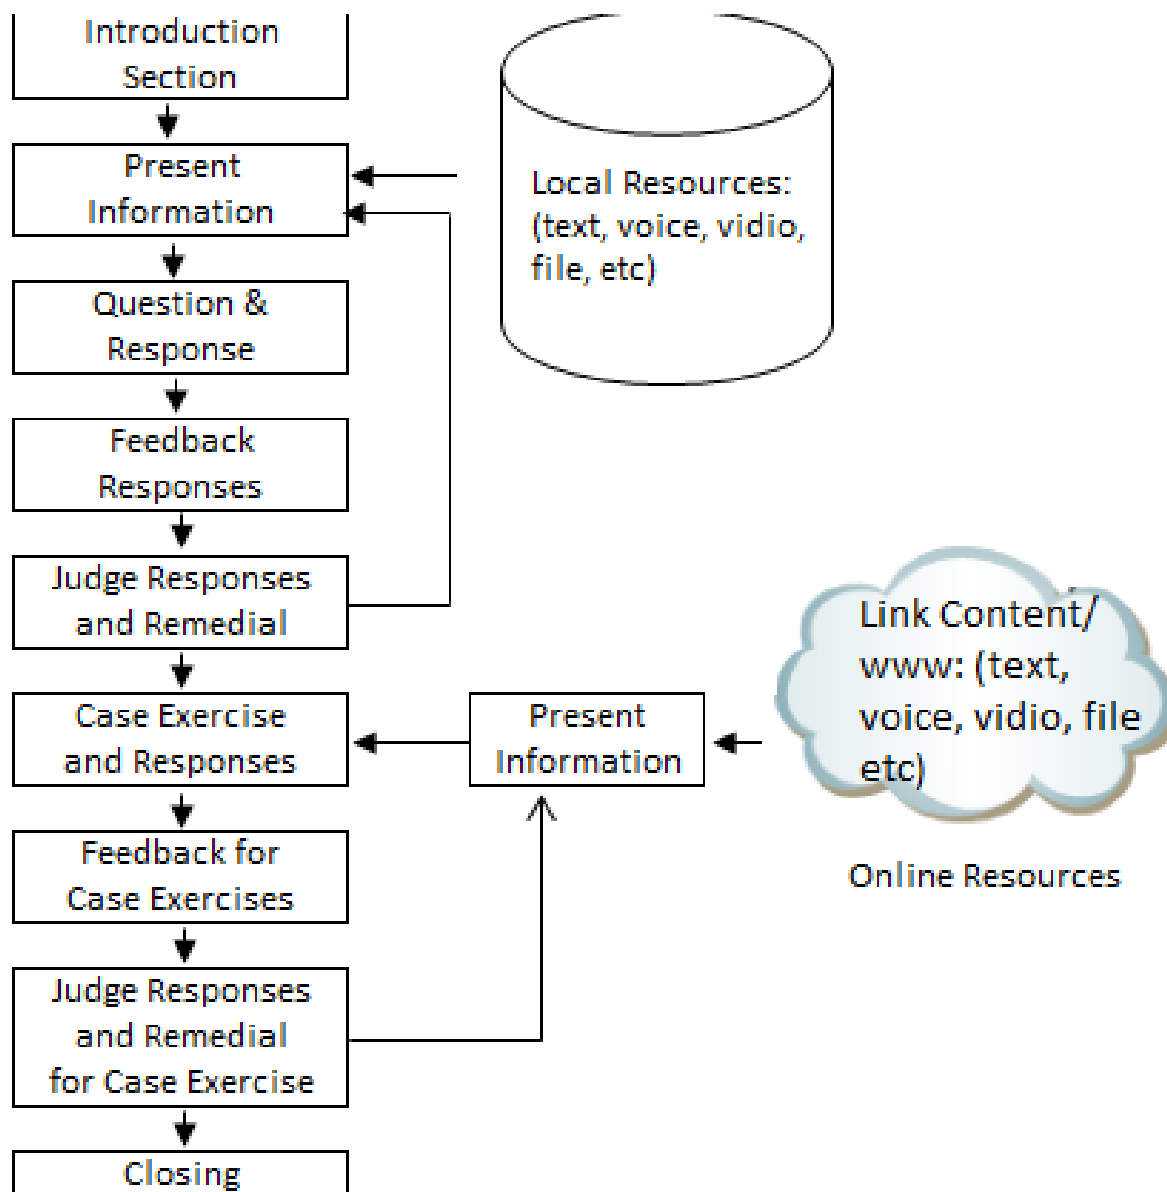 Introduction
Section
Present
Information
Local Resources:
(text, voice, vidio,
file, etc)
Question &
Response
Feedback
Responses
Judge Responses
and Remedial
Case Exercise
and Responses
Present
Information
Link Content/
www: (text,
voice, vidio, file
etc)
Online Resources
Feedback for
Case Exercises
Judge Responses
and Remedial
for Case Exercise
Closing